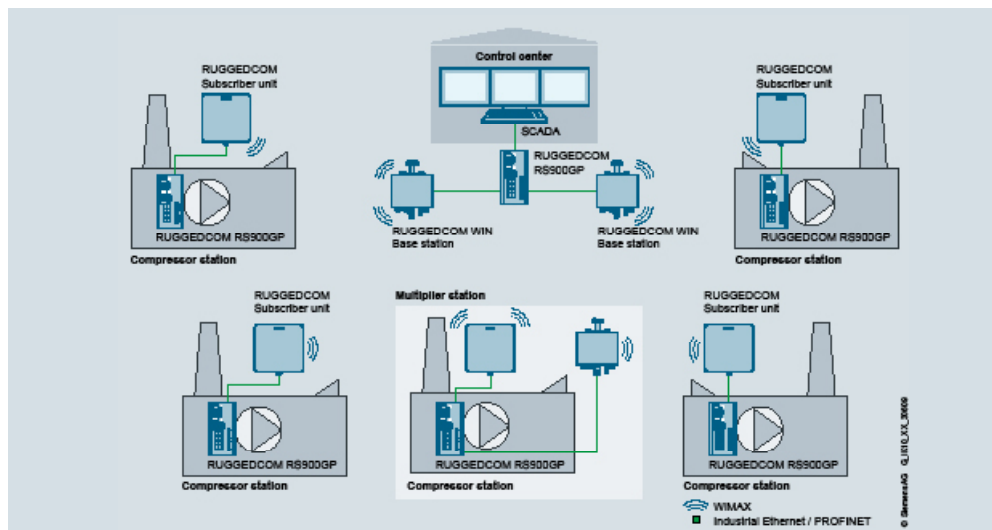 Control center
SCADA
RUGGEDCOM
RS900GP
RUGGEDCOM WIN
Base station
RUGGEDCOM WIN
Base station
RUGGEDCOM
Subscriber unit
RUGGEDCOM RS900GP
Compressor station
RUGGEDCOM
Subscriber unit
RUGGEDCOM RS900GP
Compressor station
RUGGEDCOM
Subscriber unit
RUGGEDCOM RS900GP
Compressor station
Multiplier station
RUGGEDCOM RS900GP
Compressor station
RUGGEDCOM
Subscriber unit
RUGGEDCOM RS900GP
Compressor station
WIMAX
Industrial Ethernet / PROFINET
© Siemens AG G_IK10_XX_30609